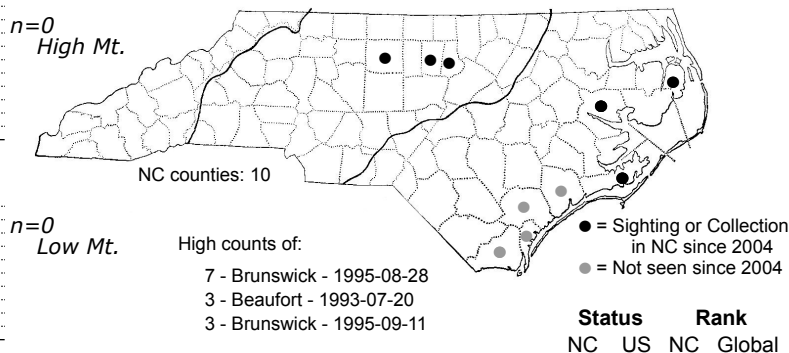 n=0
High Mt.
NC counties: 10
n=0
Low Mt.
High counts of:
7 - Brunswick - 1995-08-28
3 - Beaufort - 1993-07-20
3 - Brunswick - 1995-09-11
= Sighting or Collection
in NC since 2004
= Not seen since 2004
Status Rank
NC US NC Global